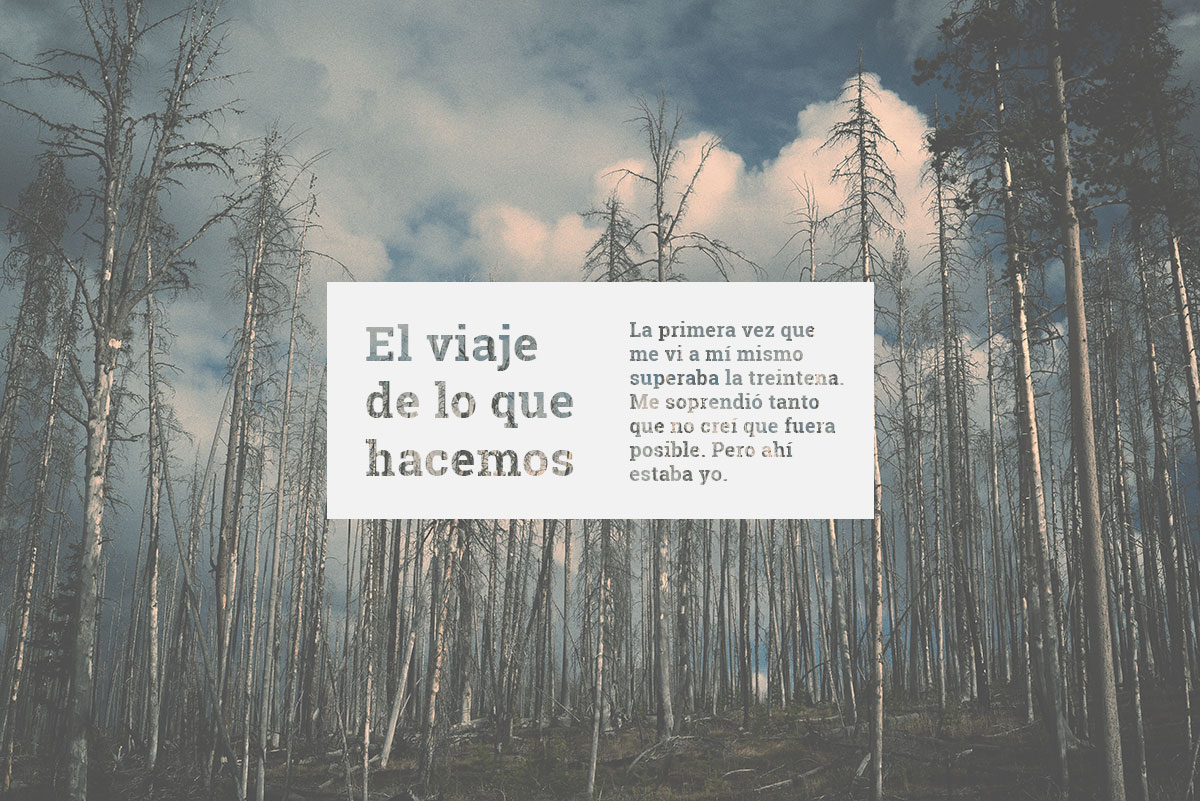 El viaje
de lo que
hacemos
La primera vez que
me vi a mí mismo
superaba la treintena.
Me soprendió tanto
que no creí que fuera
posible. Pero ahí
estaba yo.